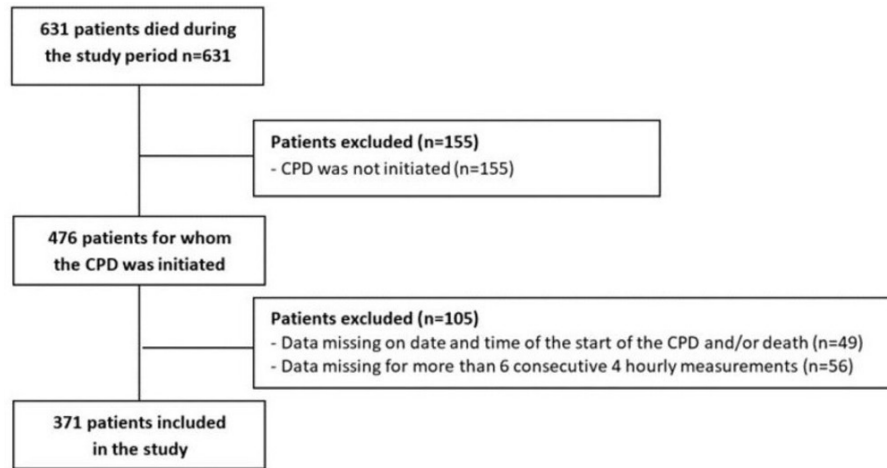 631 patients died during
the study period n=631
Patients excluded (n=155)
- CPD was not initiated (n=155)
476 patients for whom
the CPD was initiated
Patients excluded (n=105)
- Data missing on date and time of the start of the CPD and/or death (n=49)
- Data missing for more than 6 consecutive 4 hourly measurements (n=56)
371 patients included
in the study